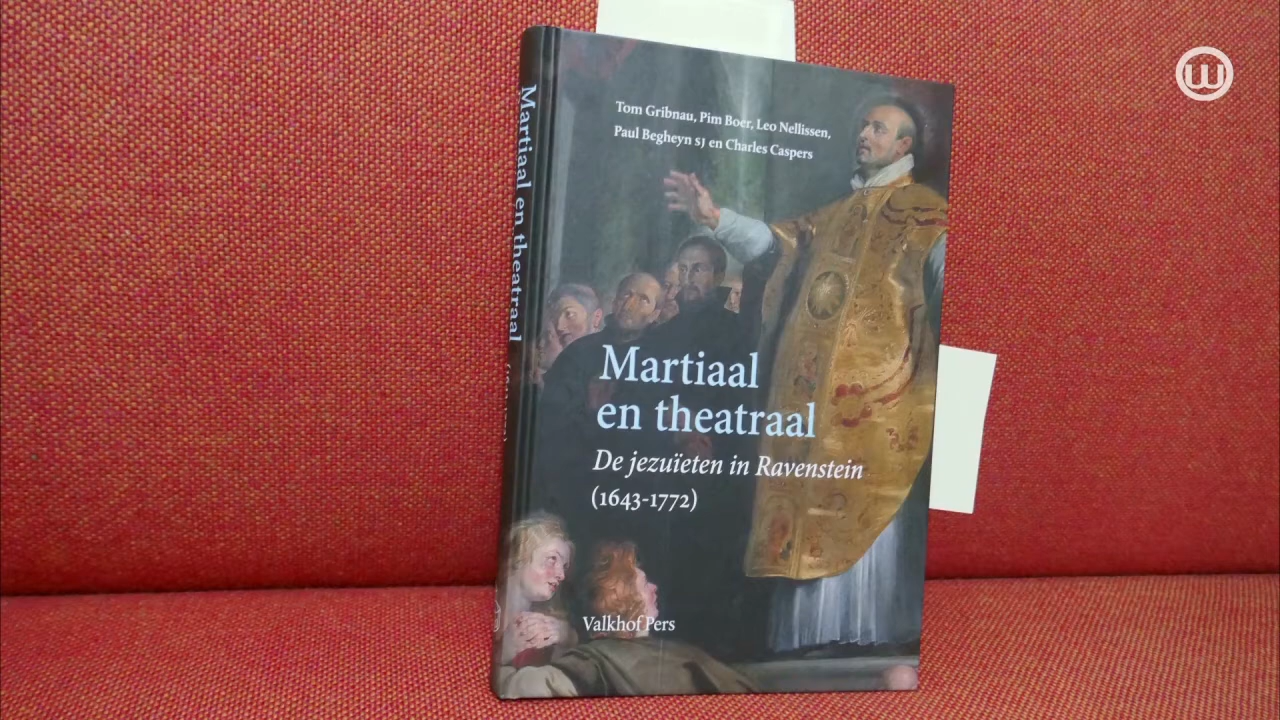 Tom Gribnau, Pim Boer, Leo Nellissen,
Paul Begheyn SJ en Charles Caspers
Martiaal
en theatraal
De jezuïeten in Ravenstein
(1643-1772)
Valkhof Pers
Martiaal en theatraal
W